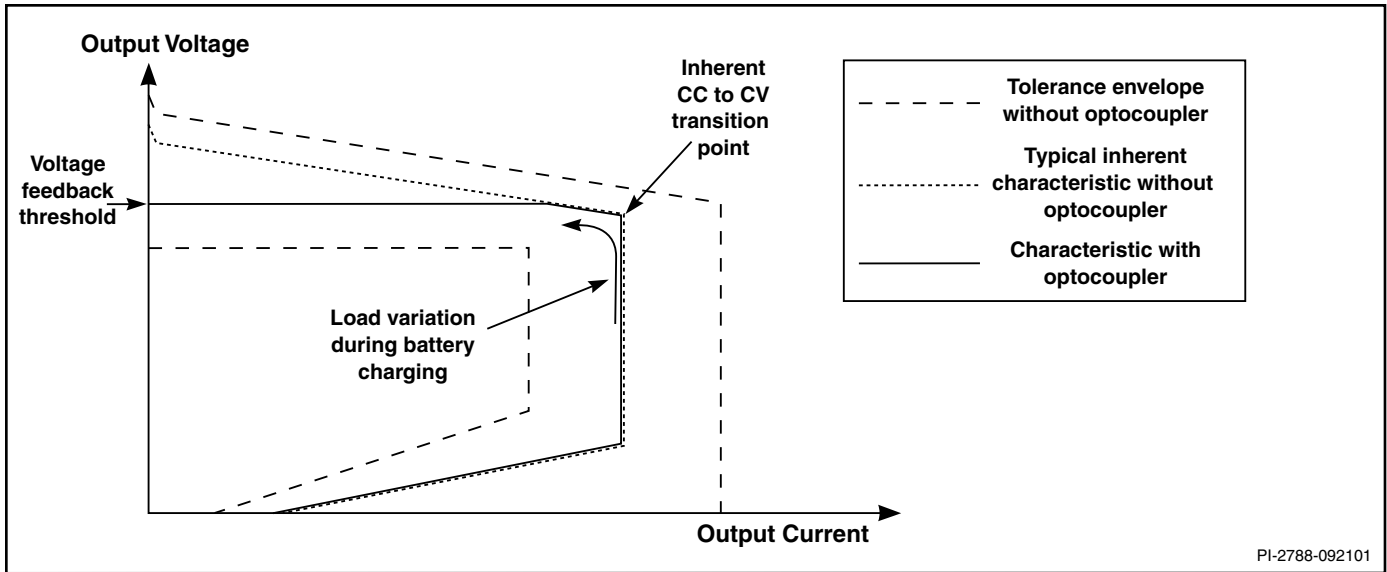 Output Voltage
Inherent
CC to CV
transition
point
Voltage
feedback
threshold
Load variation
during battery
charging
Output Current
Tolerance envelope
without optocoupler
Typical inherent
characteristic without
optocoupler
Characteristic with
optocoupler
PI-2788-092101